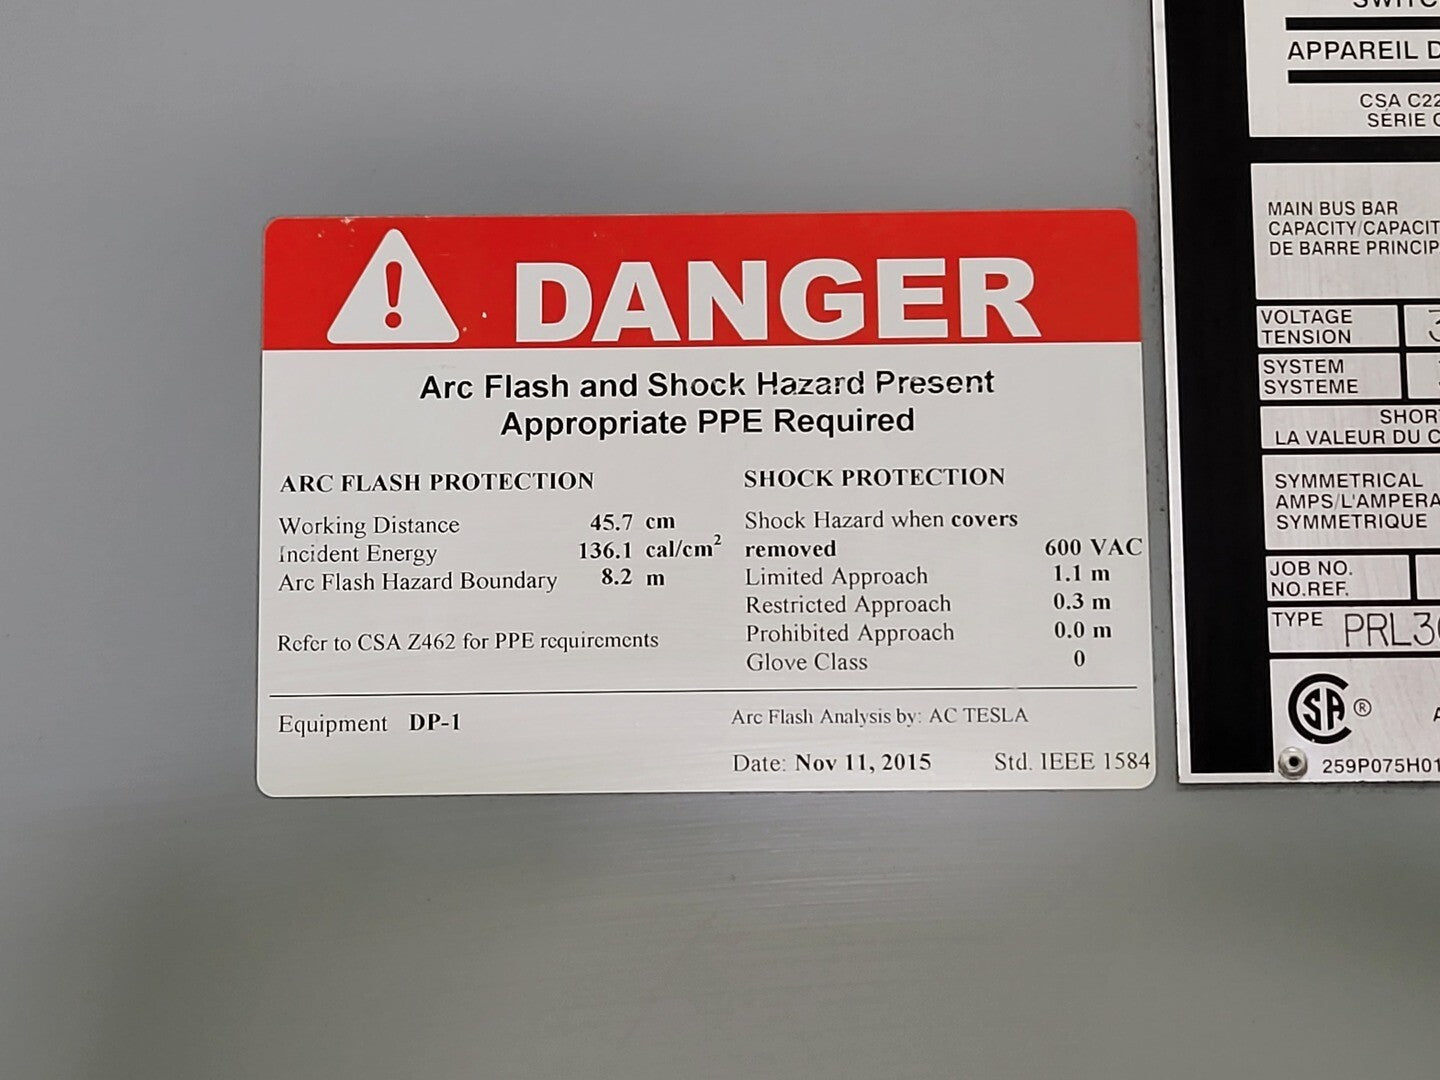 DANGER
Arc Flash and Shock Hazard Present
Appropriate PPE Required
ARC FLASH PROTECTION
Working Distance 45.7 cm
Incident Energy 136.1 cal/cm²
Arc Flash Hazard Boundary 8.2 m
Refer to CSA Z462 for PPE requirements
SHOCK PROTECTION
Shock Hazard when covers
removed 600 VAC
Limited Approach 1.1 m
Restricted Approach 0.3 m
Prohibited Approach 0.0 m
Glove Class 0
Equipment DP-1
Arc Flash Analysis by: AC TESLA
Date: Nov 11, 2015 Std. IEEE 1584
APPAREIL D
CSA C22
SÉRIE
MAIN BUS BAR
CAPACITY/CAPACIT
DE BARRE PRINCIP
VOLTAGE
TENSION
SYSTEM
SYSTEME
SHOR
LA VALEUR DU C
SYMMETRICAL
AMPS/L'AMPERA
SYMMETRIQUE
JOB NO.
NO.REF.
TYPE PRL3
CSA ®
259P075H01